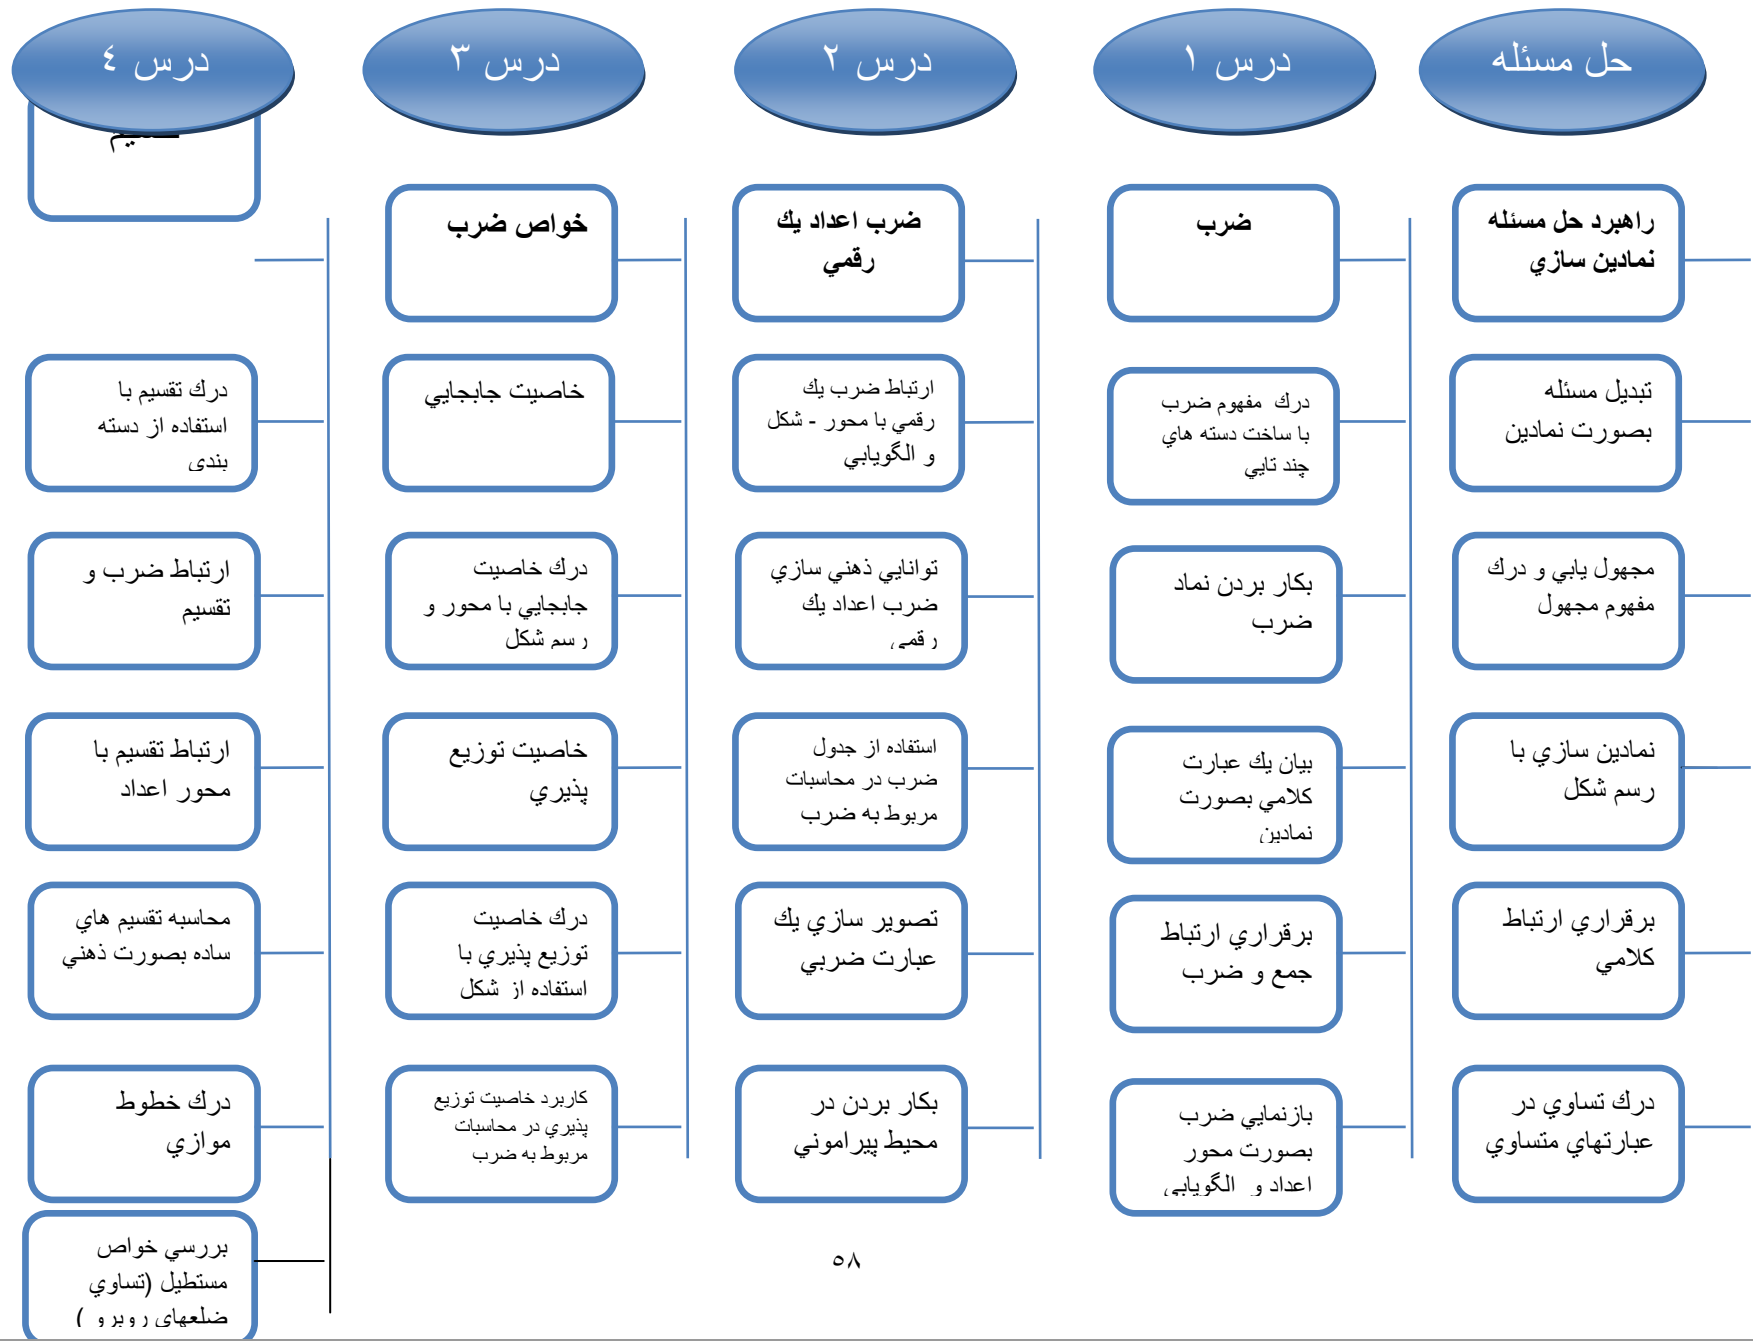 حل مسئله
راهبرد حل مسئله
نمادين سازي
تبديل مسئله
بصورت نمادين
مجهول يابي و درك
مفهوم مجهول
نمادين سازي با
رسم شكل
برقراري ارتباط
كلامي
درك تساوي در
عبارتهاي متساوي
درس ١
ضرب
درك مفهوم ضرب
با ساخت دسته هاي
چند تايي
بكار بردن نماد
ضرب
بيان يك عبارت
كلامي بصورت
نمادين
برقراري ارتباط
جمع و ضرب
بازنمايي ضرب
بصورت محور
اعداد و الگويابي
درس ٢
ضرب اعداد يك
رقمي
ارتباط ضرب يك
رقمي با محور - شكل
و الگويابي
توانايي ذهني سازي
ضرب اعداد يك
رقمي
استفاده از جدول
ضرب در محاسبات
مربوط به ضرب
تصوير سازي يك
عبارت ضربي
بكار بردن در
محيط پيراموني
درس ٣
خواص ضرب
خاصيت جابجايي
درك خاصيت
جابجايي با محور و
رسم شكل
خاصيت توزيع
پذيري
درك خاصيت
توزيع پذيري با
استفاده از شكل
كاربرد خاصيت توزيع
پذيري در محاسبات
مربوط به ضرب
درس ٤
درك تقسيم با
استفاده از دسته
بندي
ارتباط ضرب و
تقسيم
ارتباط تقسيم با
محور اعداد
محاسبه تقسيم هاي
ساده بصورت ذهني
درك خطوط
موازي
بررسي خواص
مستطيل (تساوي
ضلعهاي روبرو )
٥٨